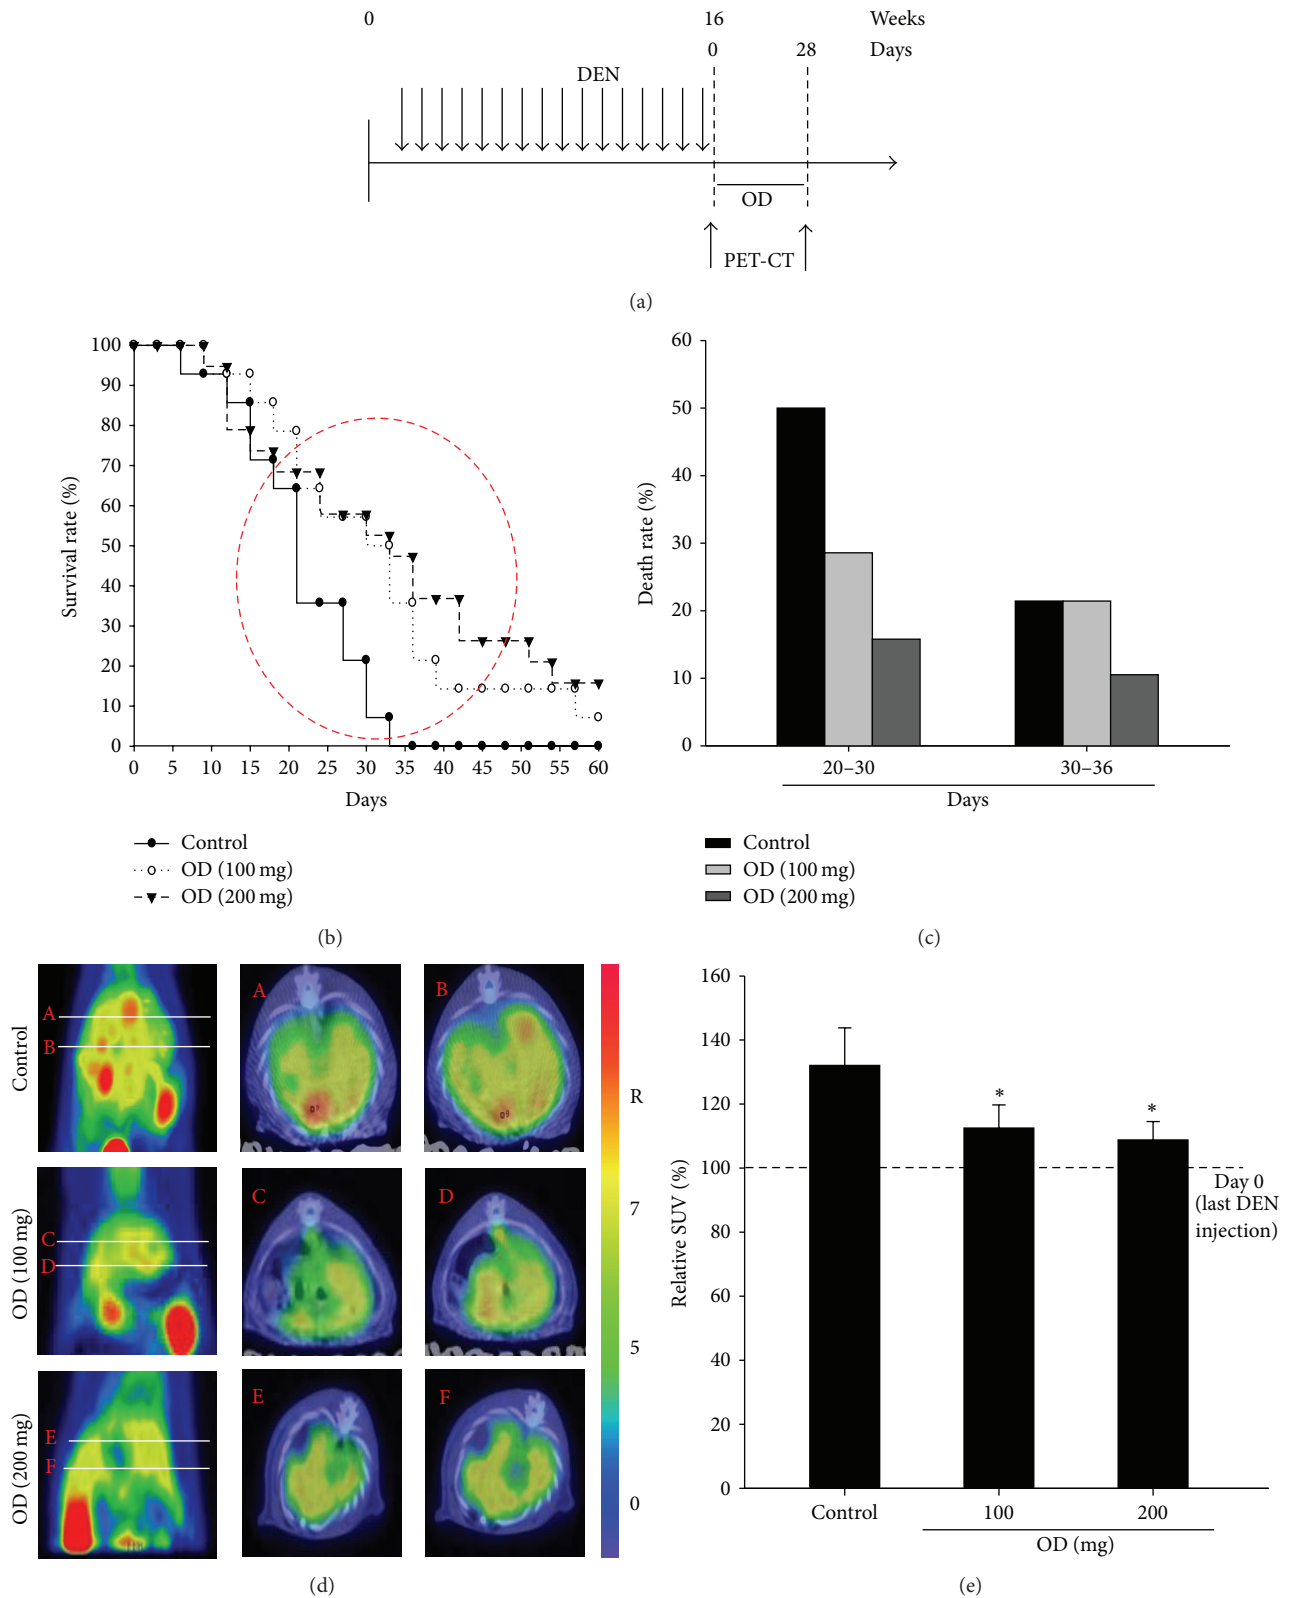 0 16 Weeks
0 28 Days
DEN
OD
PET-CT
(a)
100
90
80
70
60
50
40
30
20
10
0
Survival rate (%)
0 5 10 15 20 25 30 35 40 45 50 55 60
Days
Control
OD (100 mg)
OD (200 mg)
(b)
60
50
40
30
20
10
0
Death rate (%)
20–30 30–36
Days
Control
OD (100 mg)
OD (200 mg)
(c)
Control
A
B
A
B
OD (100 mg)
C
D
C
D
OD (200 mg)
E
F
E
F
R
7
5
0
(d)
160
140
120
100
80
60
40
20
0
Relative SUV (%)
* *
Day 0
(last DEN
injection)
Control 100 200
OD (mg)
(e)